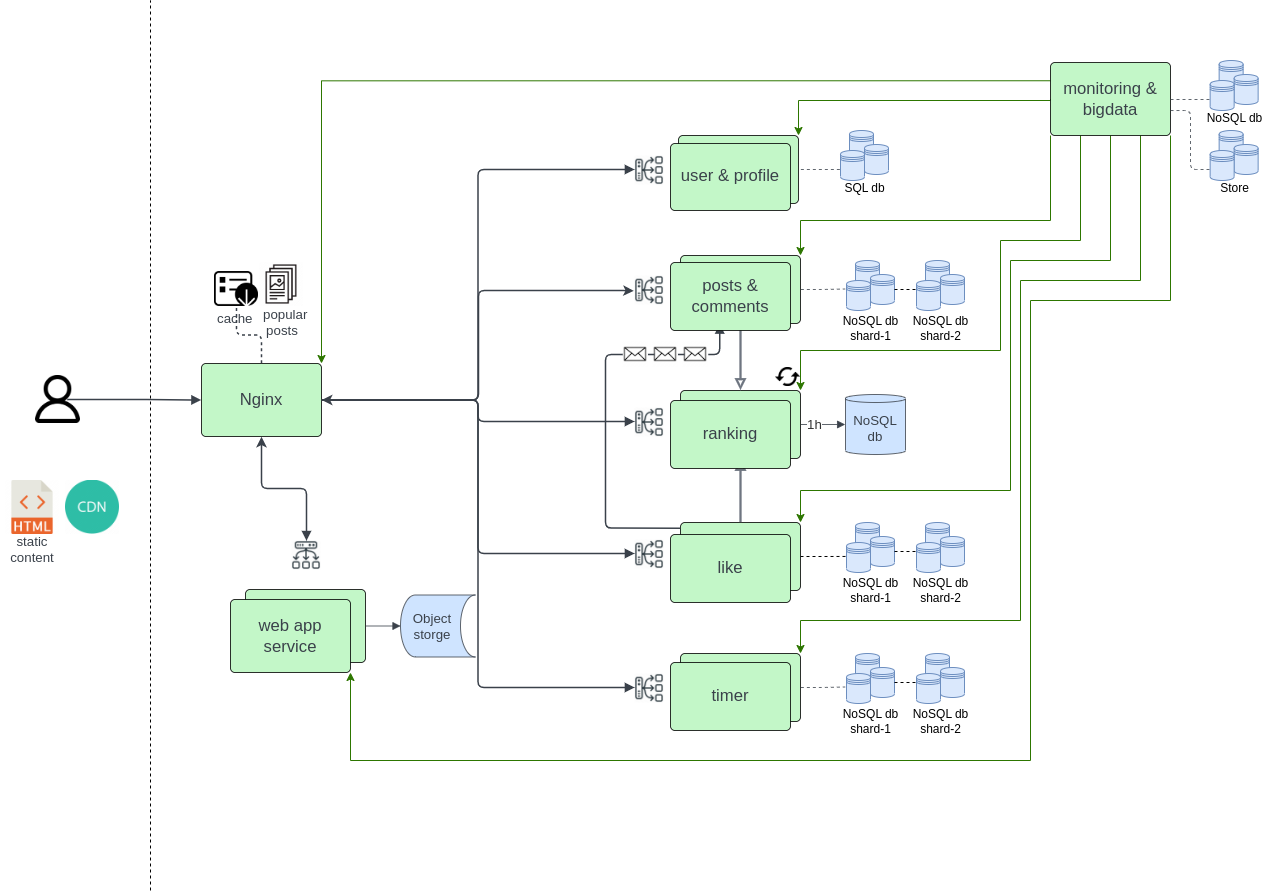 monitoring &
bigdata
NoSQL db
Store
user & profile
SQL db
posts &
comments
NoSQL db
shard-1
NoSQL db
shard-2
cache
popular
posts
Nginx
ranking
1h
NoSQL
db
HTML
CDN
static
content
like
NoSQL db
shard-1
NoSQL db
shard-2
web app
service
Object
storge
timer
NoSQL db
shard-1
NoSQL db
shard-2